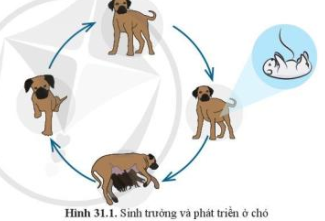 Hình 31.1. Sinh trưởng và phát triển ở chó